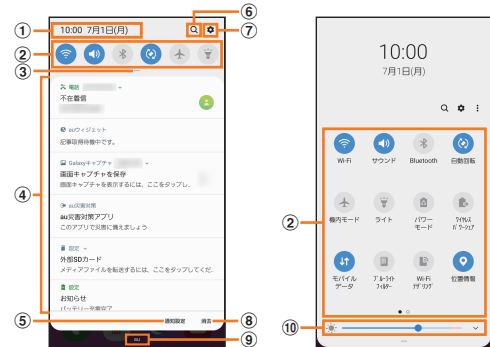 ⑥
① 10:00 7月1日(月) ⑦
②
③
電話
不在着信
auウィジェット
記事取得待機中です。
④
Galaxyキャプチャ
画面キャプチャを保存
画面キャプチャを表示するには、ここをタップし.
au災害対策
au災害対策アプリ
このアプリで災害に備えましょう
設定
外部SDカード
メディアファイルを転送するには、ここをタップしてくだ.
設定
お知らせ
バッテリー充電完了
⑤ 通知設定 消去 ⑧
au ⑨
10:00
7月1日(月)
②
Wi-Fi サウンド Bluetooth 自動回転
機内モード ライト パワーモード ワイヤレスパワーシェア
モバイルデータ ブルーライトフィルター Wi-Fiテザリング 位置情報
⑩